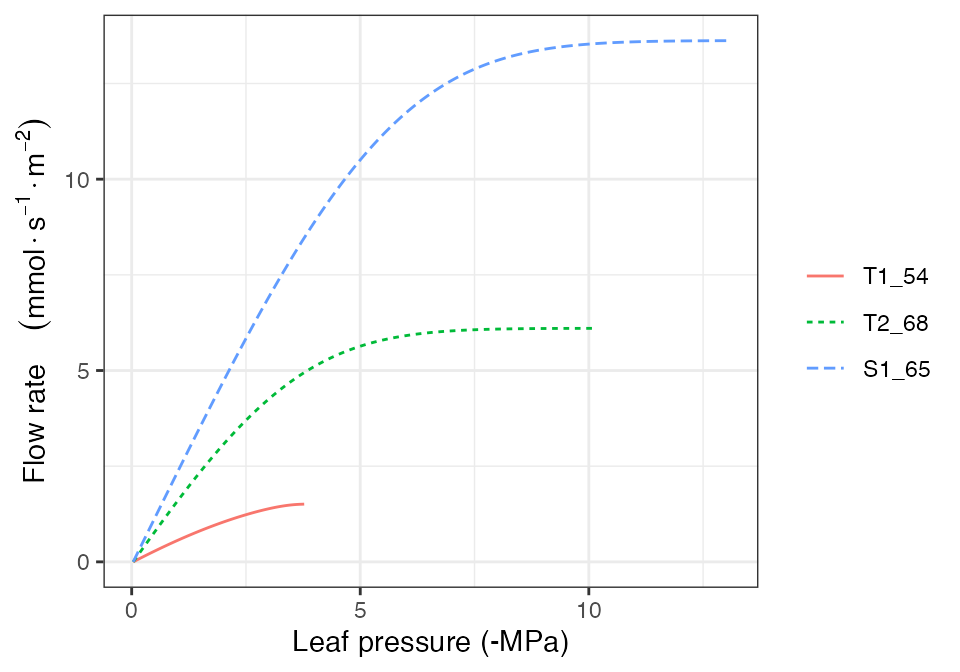 Flow rate (mmol·s⁻¹·m⁻²)
10
5
0
0 5 10
Leaf pressure (-MPa)
T1_54
T2_68
S1_65